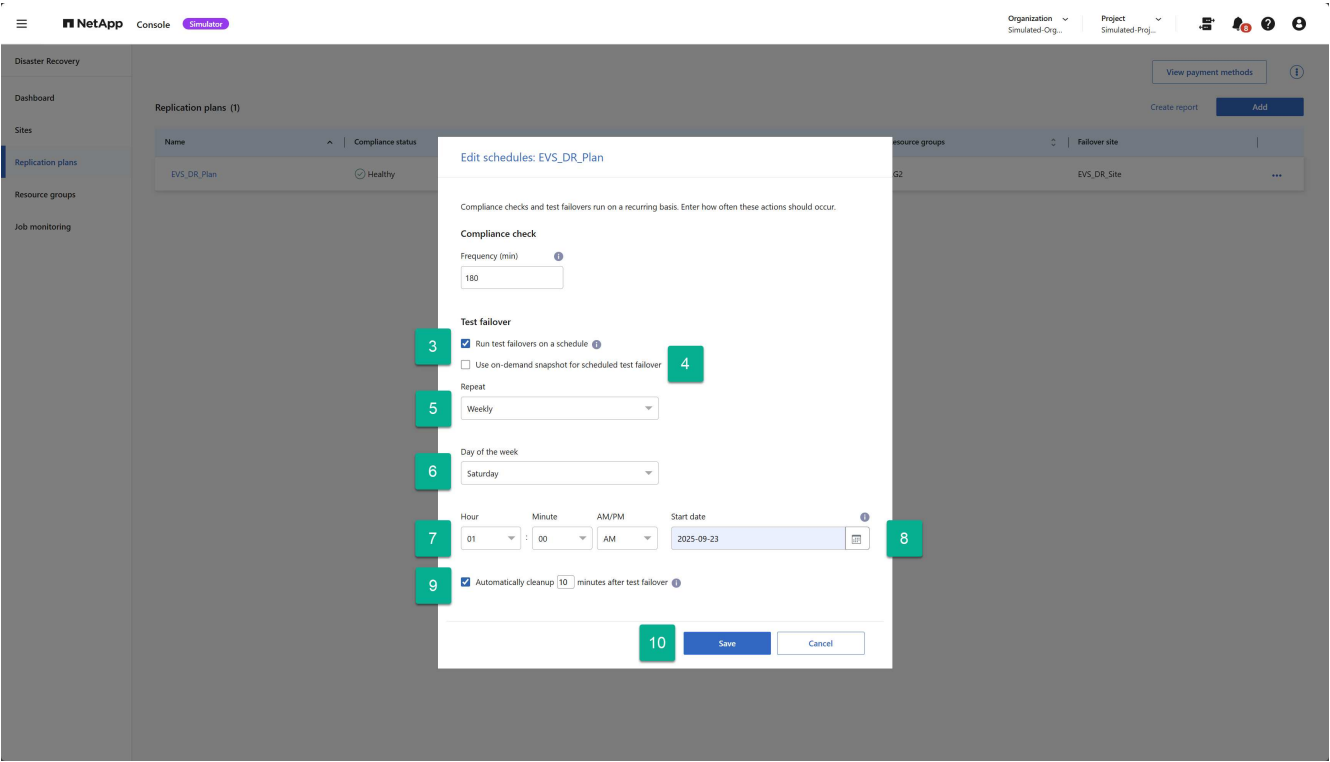 NetApp Console Simulator
Organization
Simulated-Org...
Project
Simulated-Proj...
8
Disaster Recovery
Dashboard
Sites
Replication plans
Resource groups
Job monitoring
View payment methods
Replication plans (1)
Create report
Add
Name
Compliance status
esource groups
Failover site
EVS_DR_Plan
Healthy
G2
EVS_DR_Site
...
Edit schedules: EVS_DR_Plan
Compliance checks and test failovers run on a recurring basis. Enter how often these actions should occur.
Compliance check
Frequency (min)
180
Test failover
3
Run test failovers on a schedule
Use on-demand snapshot for scheduled test failover
4
Repeat
5
Weekly
Day of the week
6
Saturday
Hour Minute AM/PM Start date
7
01 : 00 AM 2025-09-23
8
9
Automatically cleanup 10 minutes after test failover
10
Save
Cancel